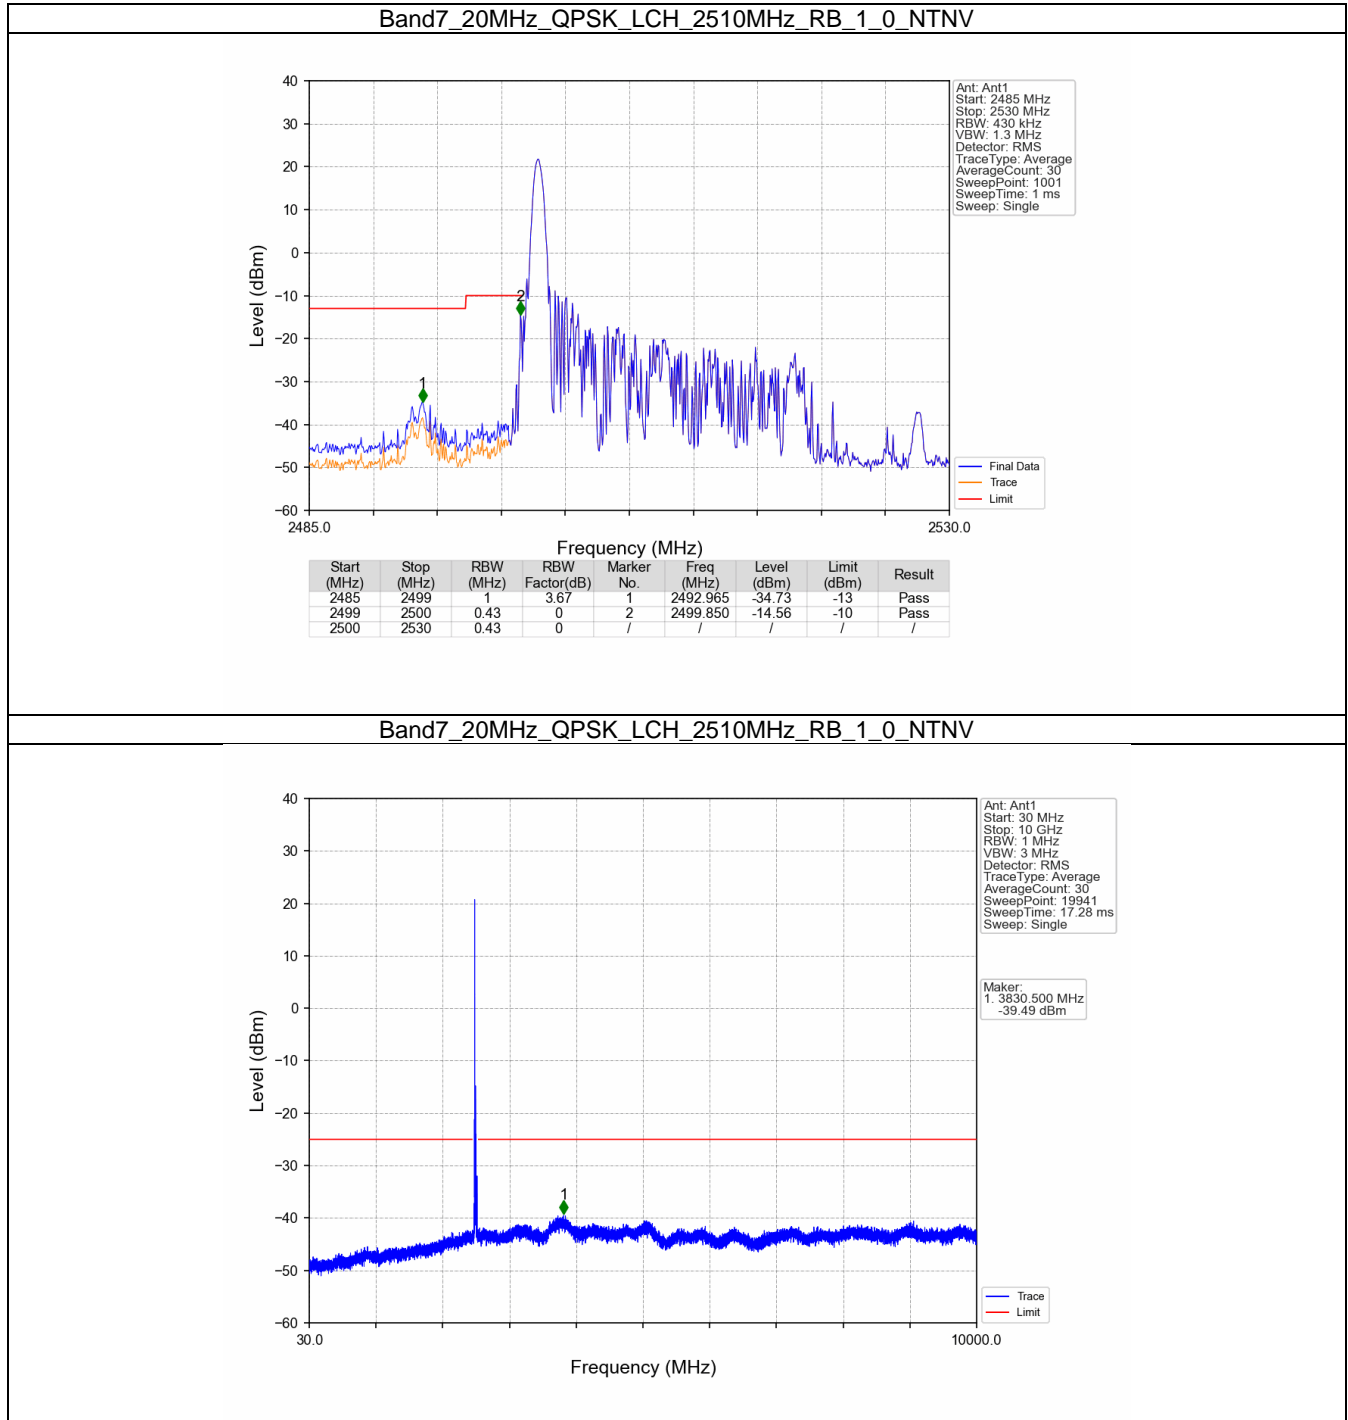 Band7_20MHz_QPSK_LCH_2510MHz_RB_1_0_NTNV
40
30
20
10
0
−10
−20
−30
−40
−50
−60
Level (dBm)
1
2
2485.0
2530.0
Frequency (MHz)
Ant: Ant1
Start: 2485 MHz
Stop: 2530 MHz
RBW: 430 kHz
VBW: 1.3 MHz
Detector: RMS
TraceType: Average
AverageCount: 30
SweepPoint: 1001
SweepTime: 1 ms
Sweep: Single
Final Data
Trace
Limit
Start (MHz) Stop (MHz) RBW (MHz) RBW Factor(dB) Marker No. Freq (MHz) Level (dBm) Limit (dBm) Result
2485 2499 1 3.67 1 2492.965 -34.73 -13 Pass
2499 2500 0.43 0 2 2499.850 -14.56 -10 Pass
2500 2530 0.43 0 / / / / /
Band7_20MHz_QPSK_LCH_2510MHz_RB_1_0_NTNV
40
30
20
10
0
−10
−20
−30
−40
−50
−60
Level (dBm)
1
30.0
10000.0
Frequency (MHz)
Ant: Ant1
Start: 30 MHz
Stop: 10 GHz
RBW: 1 MHz
VBW: 3 MHz
Detector: RMS
TraceType: Average
AverageCount: 30
SweepPoint: 19941
SweepTime: 17.28 ms
Sweep: Single
Maker:
1. 3830.500 MHz
-39.49 dBm
Trace
Limit